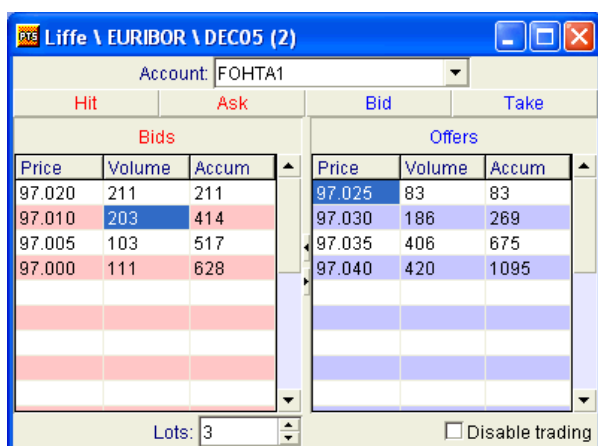 RTS Liffe \ EURIBOR \ DEC05 (2)
Account: FOHTA1
Hit Ask Bid Take
Bids Offers
Price Volume Accum Price Volume Accum
97.020 211 211 97.025 83 83
97.010 203 414 97.030 186 269
97.005 103 517 97.035 406 675
97.000 111 628 97.040 420 1095
Lots: 3 Disable trading